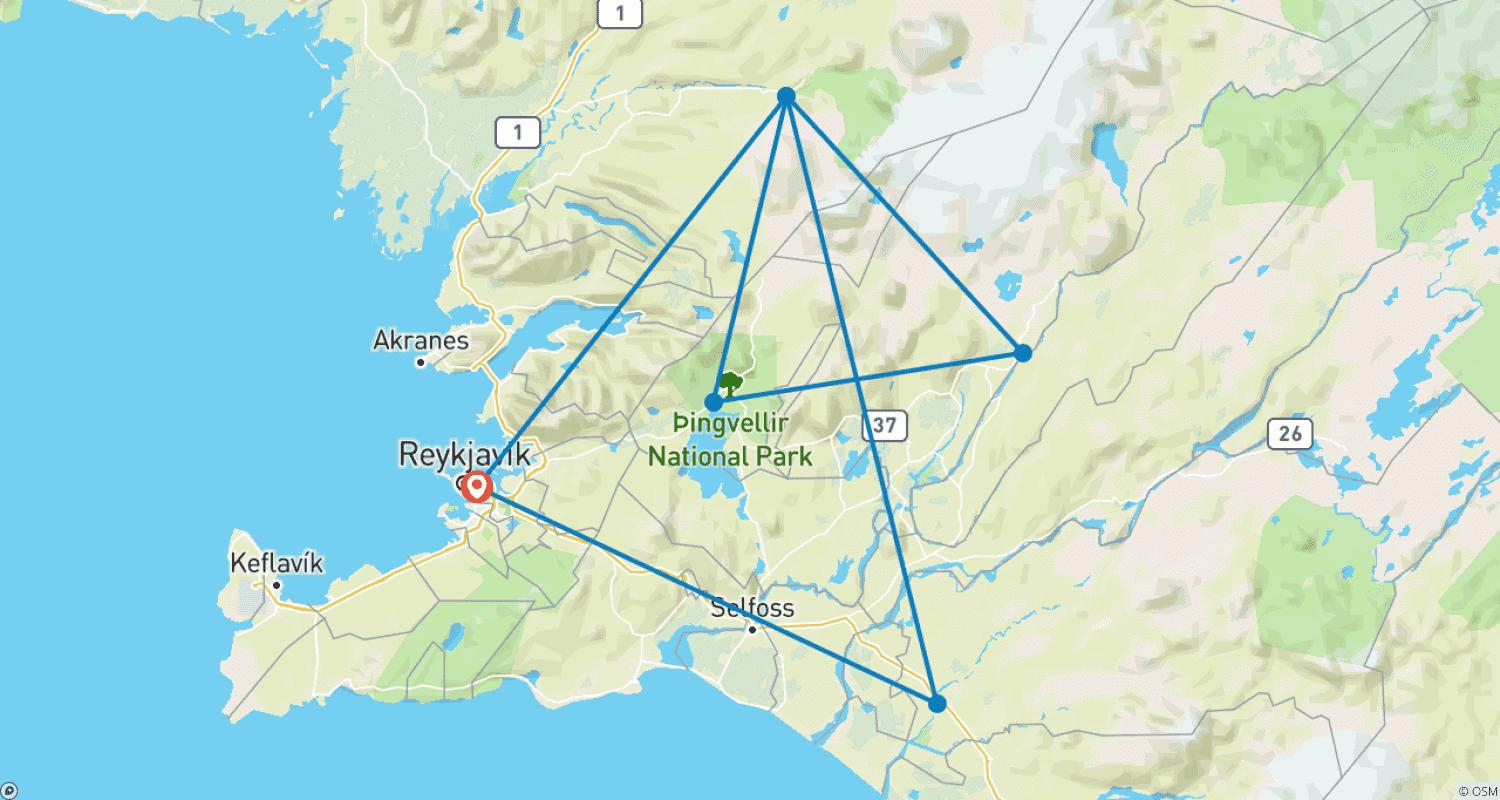 1
1
Akranes
Reykjavík
Þingvellir
National Park
37
26
Keflavík
Selfoss
© OSM